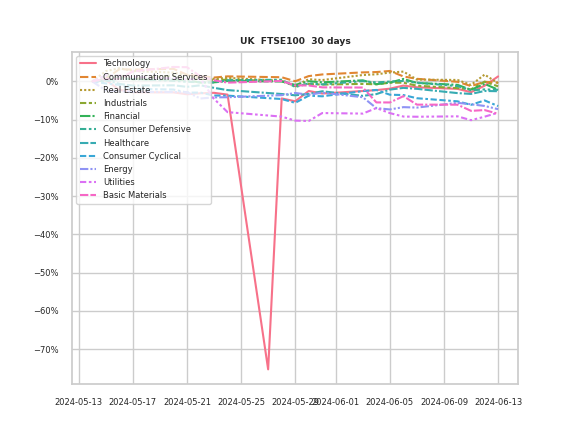 UK  FTSE100  30 days
Technology
Communication Services
Real Estate
Industrials
Financial
Consumer Defensive
Healthcare
Consumer Cyclical
Energy
Utilities
Basic Materials
0%
−10%
−20%
−30%
−40%
−50%
−60%
−70%
2024-05-13 2024-05-17 2024-05-21 2024-05-25 2024-05-29 2024-06-01 2024-06-05 2024-06-09 2024-06-13